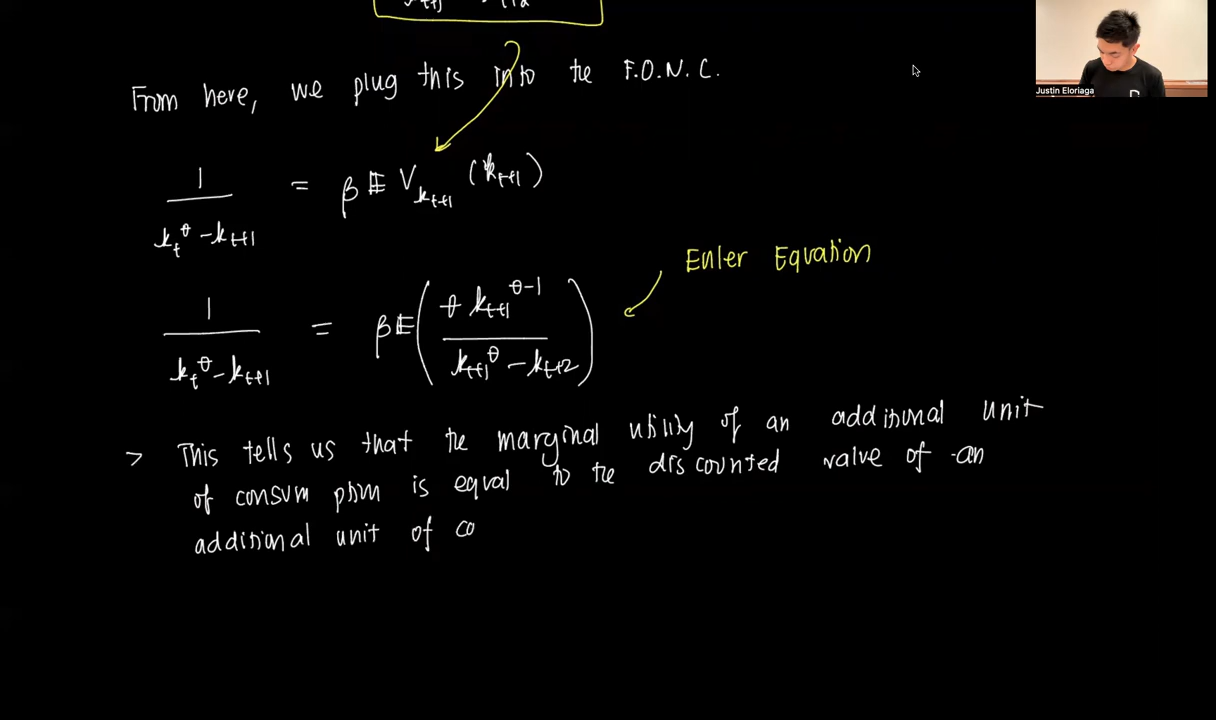 From here, we plug this into the F.O.N.C.
1 / (k_t^θ - k_{t+1}) = β𝔼 V_{k_{t+1}} (k_{t+1})
1 / (k_t^θ - k_{t+1}) = β𝔼 ( θ k_{t+1}^{θ-1} / (k_{t+1}^θ - k_{t+2}) )
Euler Equation
> This tells us that the marginal utility of an additional unit
of consumption is equal to the discounted value of an
additional unit of co
Justin Eloriaga